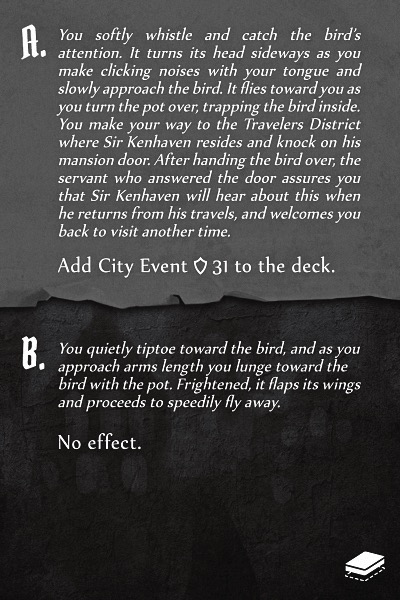 A.
You softly whistle and catch the bird's
attention. It turns its head sideways as you
make clicking noises with your tongue and
slowly approach the bird. It flies toward you as
you turn the pot over, trapping the bird inside.
You make your way to the Travelers District
where Sir Kenhaven resides and knock on his
mansion door. After handing the bird over, the
servant who answered the door assures you
that Sir Kenhaven will hear about this when
he returns from his travels, and welcomes you
back to visit another time.
Add City Event 31 to the deck.
B.
You quietly tiptoe toward the bird, and as you
approach arms length you lunge toward the
bird with the pot. Frightened, it flaps its wings
and proceeds to speedily fly away.
No effect.